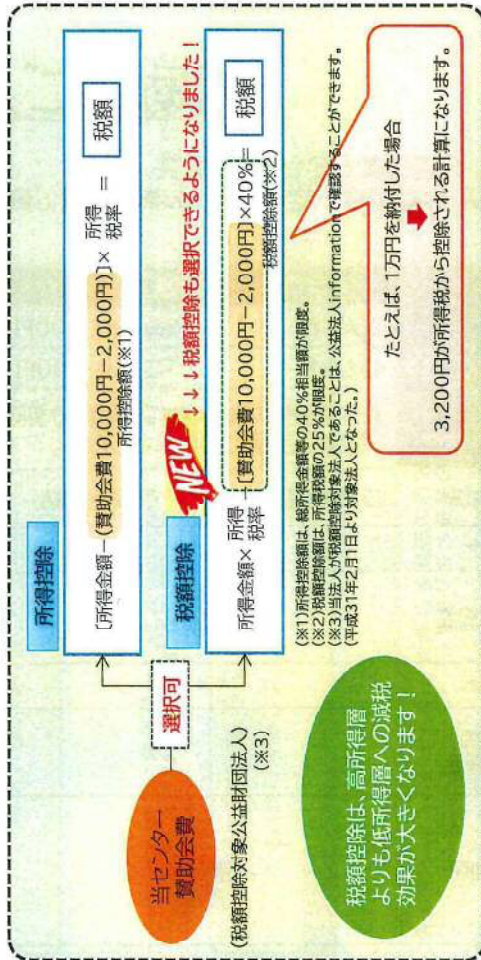 当センター
賛助会費
(税額控除対象公益財団法人)
(※3)
選択可
所得控除
[所得金額−(賛助会費10,000円−2,000円)]× 所得税率 = 税額
所得控除額(※1)
NEW
↓↓↓税額控除も選択できるようになりました!
税額控除
所得金額× 所得税率 −[賛助会費10,000円−2,000円]×40%= 税額
税額控除額(※2)
(※1)所得控除額は、総所得金額等の40%相当額が限度。
(※2)税額控除額は、所得税額の25%が限度。
(※3)当法人が税額控除対象法人であることは、公益法人informationで確認することができます。
(平成31年2月1日より対象法人となった。)
税額控除は、高所得層
よりも低所得層への減税
効果が大きくなります!
たとえば、1万円を納付した場合
3,200円が所得税から控除される計算になります。